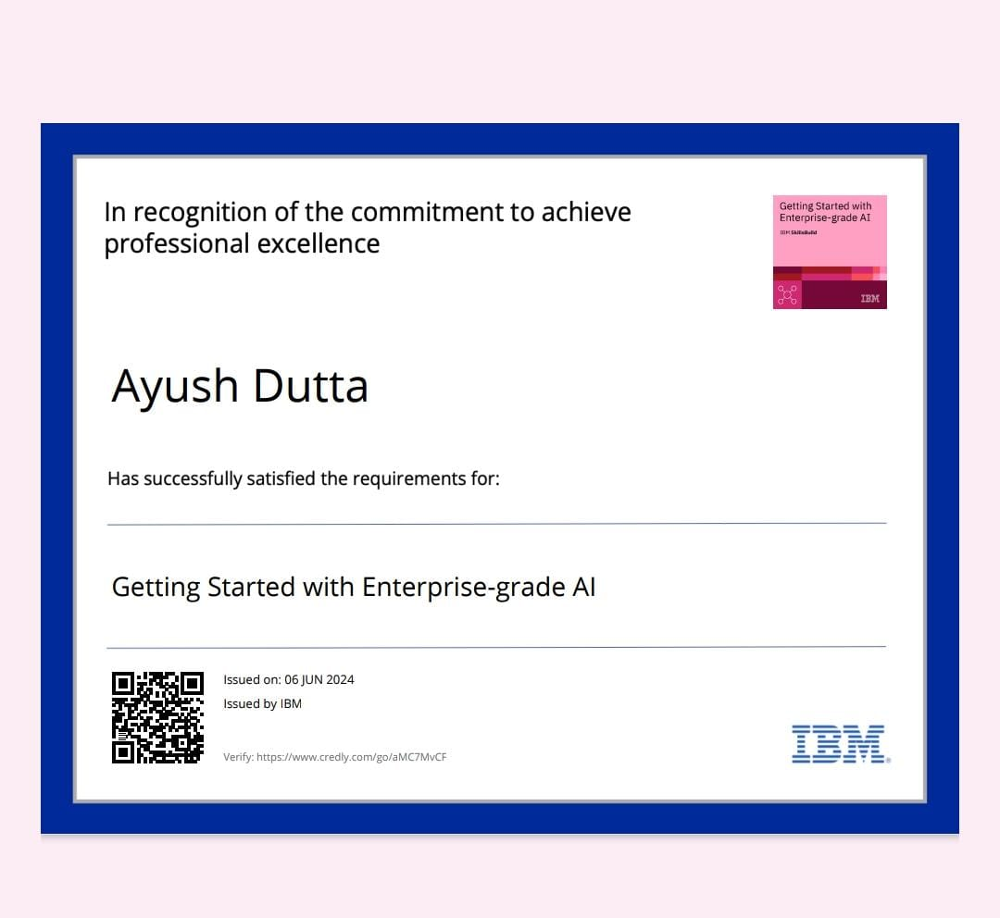 In recognition of the commitment to achieve
professional excellence
Getting Started with
Enterprise-grade AI
IBM SkillsBuild
IBM
Ayush Dutta
Has successfully satisfied the requirements for:
Getting Started with Enterprise-grade AI
Issued on: 06 JUN 2024
Issued by IBM
Verify: https://www.credly.com/go/aMC7MvCF
IBM®